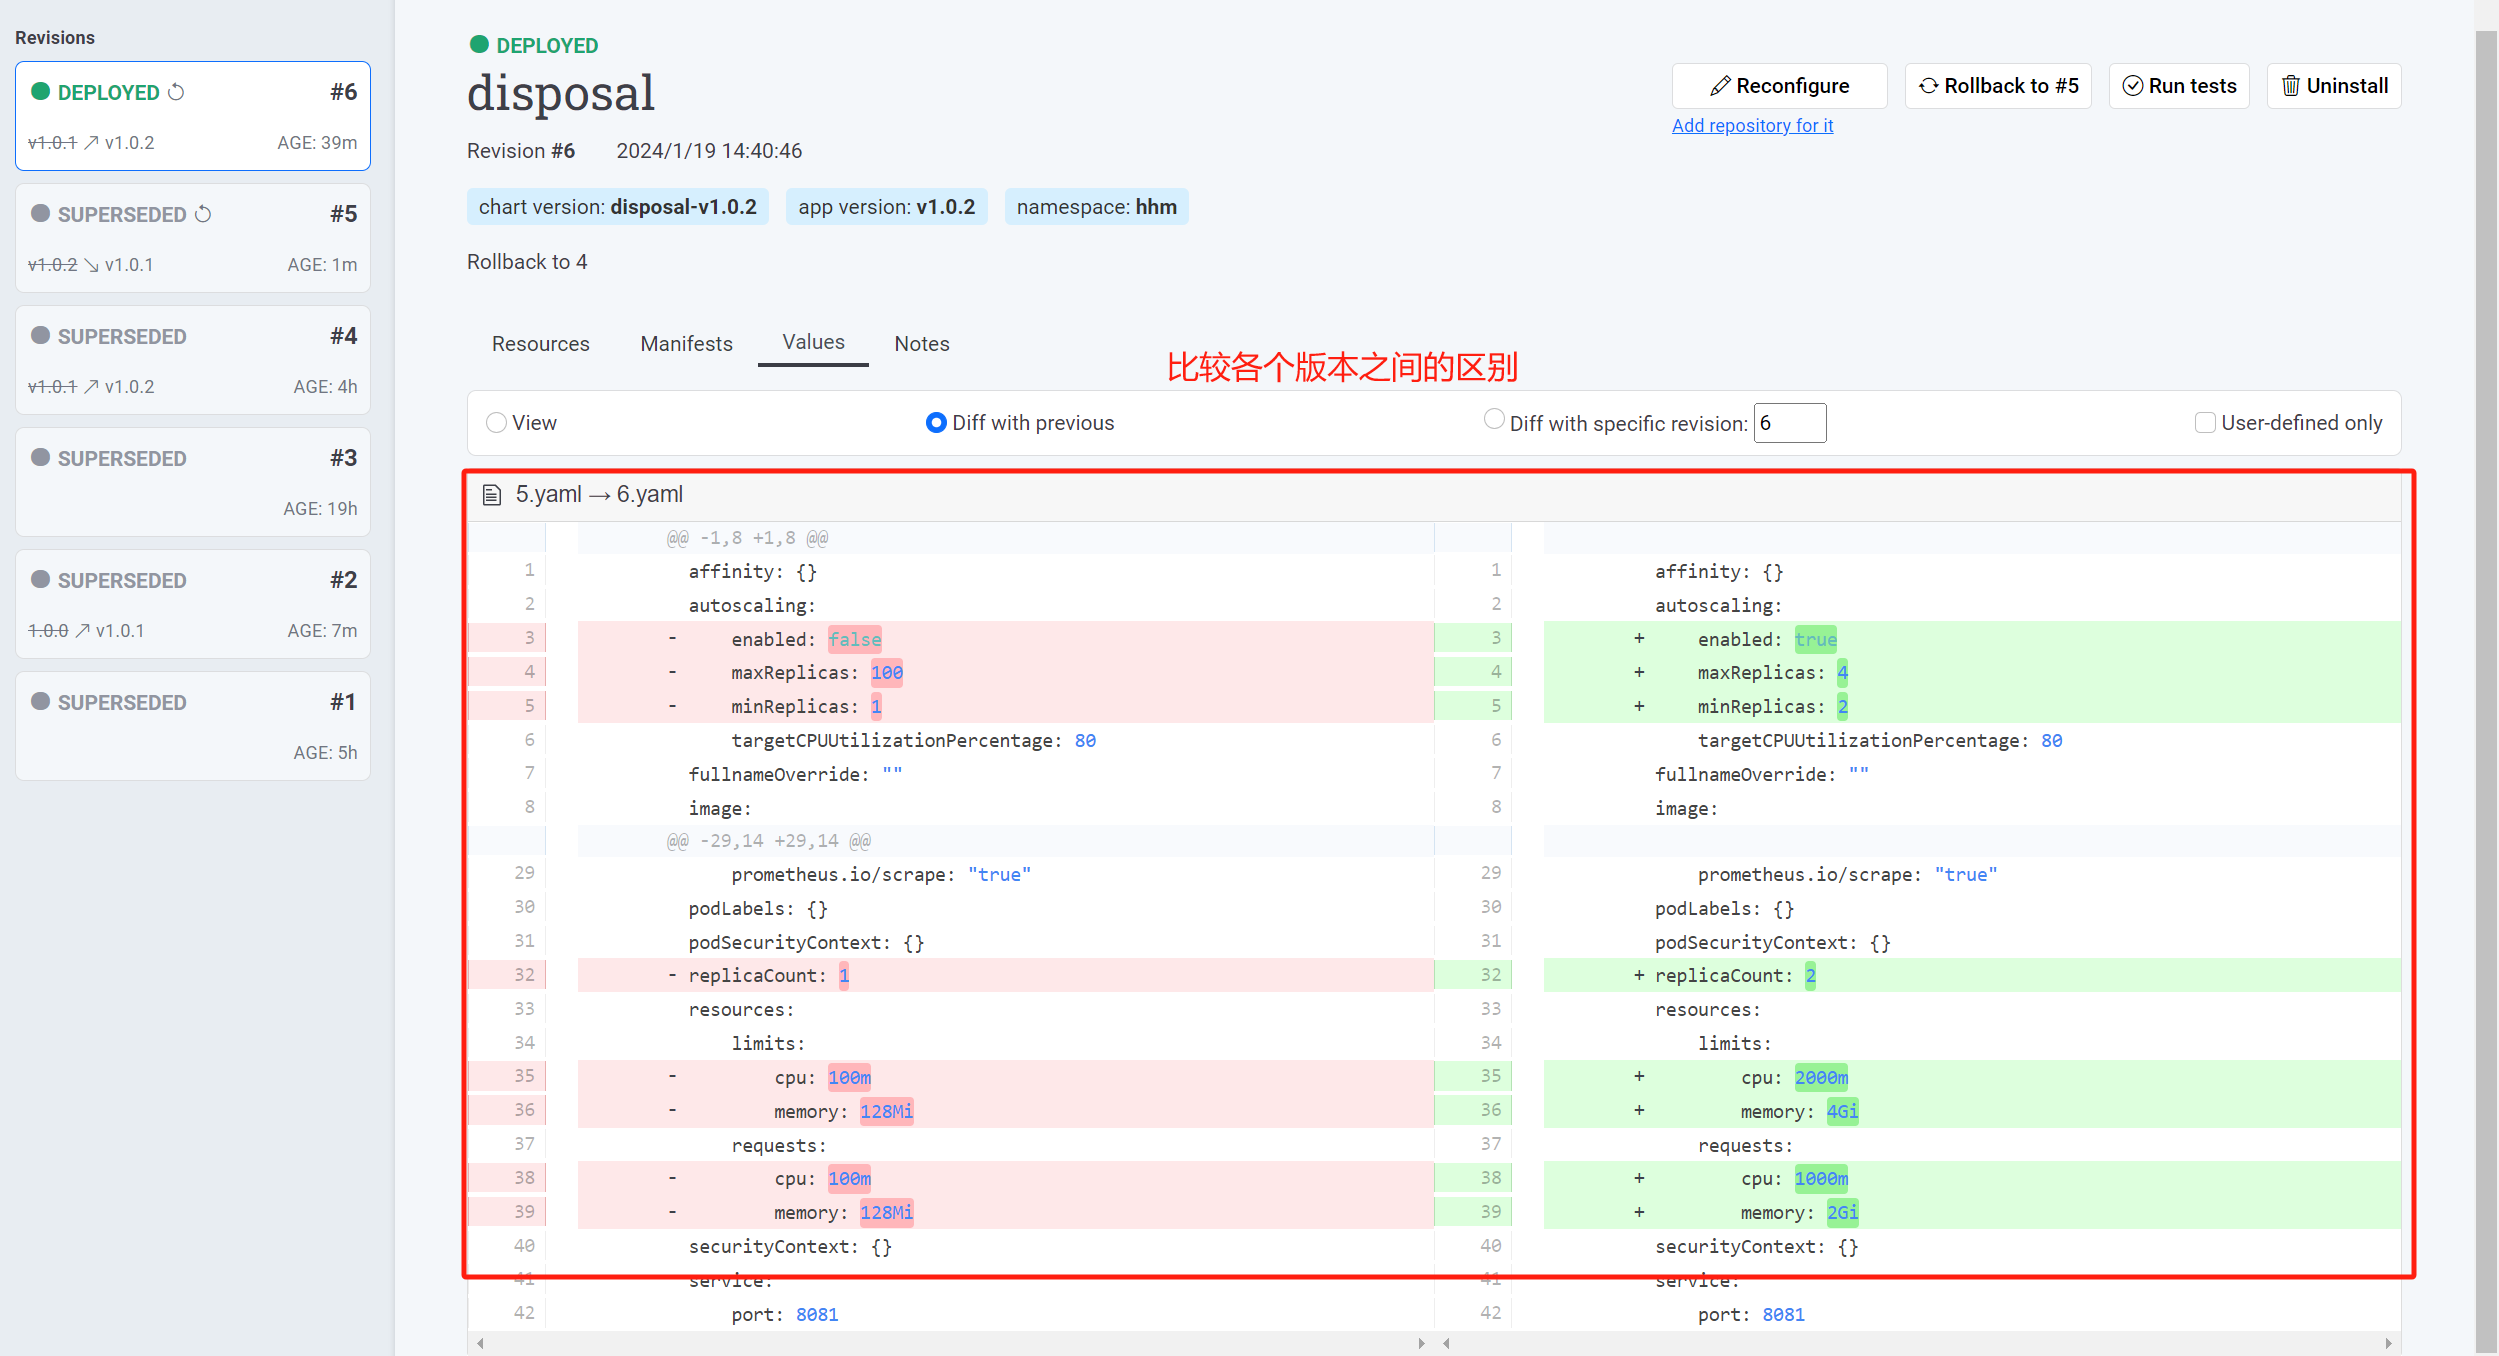 Revisions
DEPLOYED #6
v1.0.1 ↗ v1.0.2 AGE: 39m
SUPERSEDED #5
v1.0.2 ↘ v1.0.1 AGE: 1m
SUPERSEDED #4
v1.0.1 ↗ v1.0.2 AGE: 4h
SUPERSEDED #3
AGE: 19h
SUPERSEDED #2
1.0.0 ↗ v1.0.1 AGE: 7m
SUPERSEDED #1
AGE: 5h
DEPLOYED
disposal
Reconfigure Rollback to #5 Run tests Uninstall
Add repository for it
Revision #6 2024/1/19 14:40:46
chart version: disposal-v1.0.2 app version: v1.0.2 namespace: hhm
Rollback to 4
Resources Manifests Values Notes
比较各个版本之间的区别
View Diff with previous Diff with specific revision: 6 User-defined only
5.yaml → 6.yaml
@@ -1,8 +1,8 @@
1 affinity: {} 1 affinity: {}
2 autoscaling: 2 autoscaling:
3 - enabled: false 3 + enabled: true
4 - maxReplicas: 100 4 + maxReplicas: 4
5 - minReplicas: 1 5 + minReplicas: 2
6 targetCPUUtilizationPercentage: 80 6 targetCPUUtilizationPercentage: 80
7 fullnameOverride: "" 7 fullnameOverride: ""
8 image: 8 image:
@@ -29,14 +29,14 @@
29 prometheus.io/scrape: "true" 29 prometheus.io/scrape: "true"
30 podLabels: {} 30 podLabels: {}
31 podSecurityContext: {} 31 podSecurityContext: {}
32 - replicaCount: 1 32 + replicaCount: 2
33 resources: 33 resources:
34 limits: 34 limits:
35 - cpu: 100m 35 + cpu: 2000m
36 - memory: 128Mi 36 + memory: 4Gi
37 requests: 37 requests:
38 - cpu: 100m 38 + cpu: 1000m
39 - memory: 128Mi 39 + memory: 2Gi
40 securityContext: {} 40 securityContext: {}
41 service: 41 service:
42 port: 8081 42 port: 8081